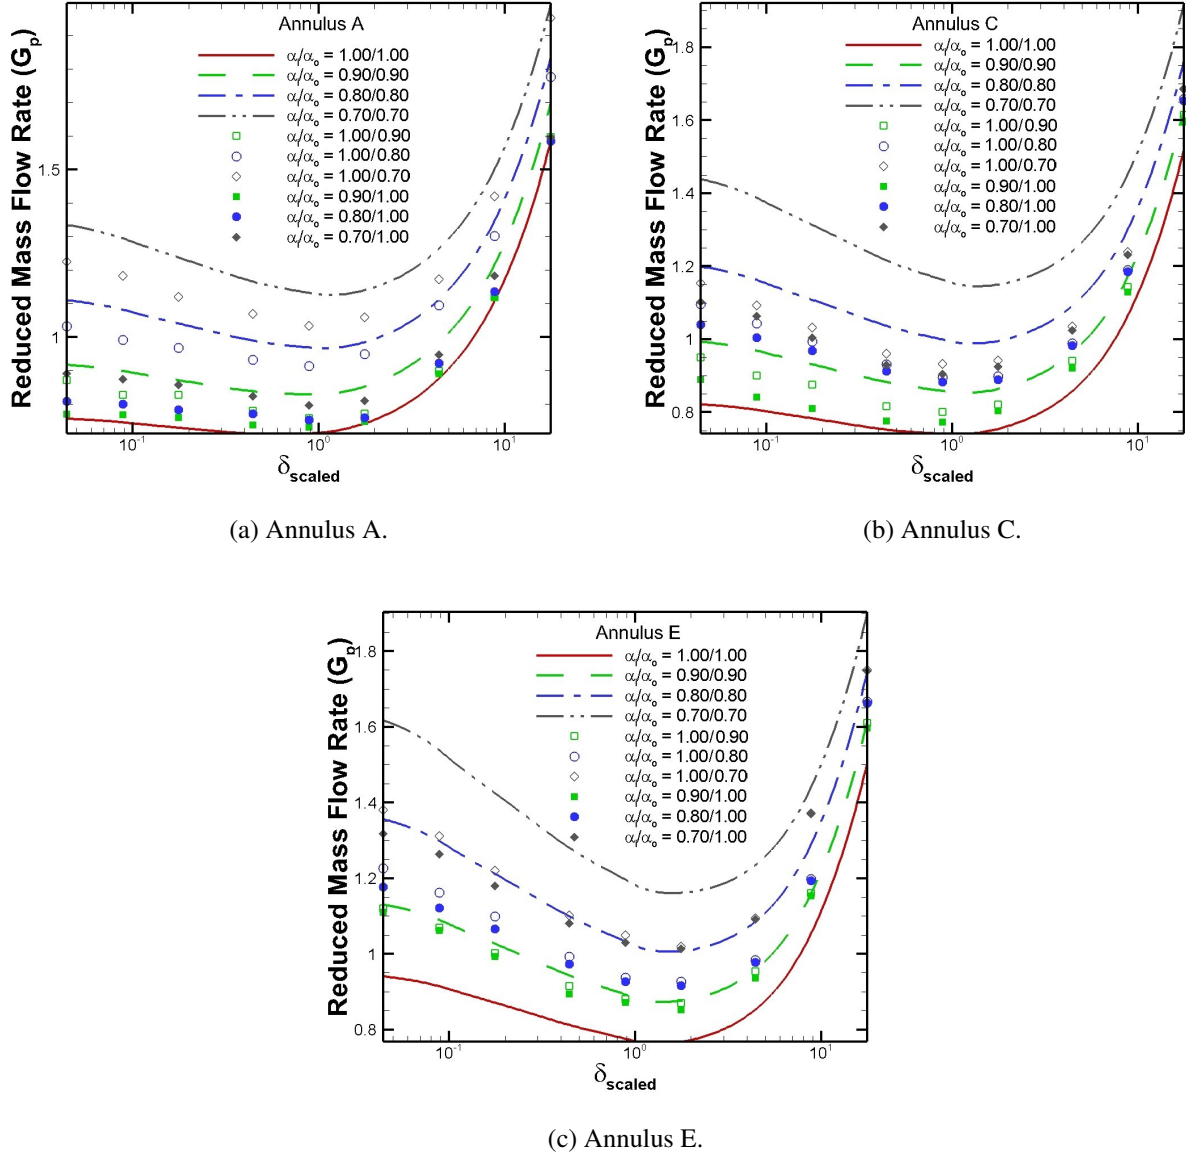 Annulus A
αᵢ/αₒ = 1.00/1.00
αᵢ/αₒ = 0.90/0.90
αᵢ/αₒ = 0.80/0.80
αᵢ/αₒ = 0.70/0.70
αᵢ/αₒ = 1.00/0.90
αᵢ/αₒ = 1.00/0.80
αᵢ/αₒ = 1.00/0.70
αᵢ/αₒ = 0.90/1.00
αᵢ/αₒ = 0.80/1.00
αᵢ/αₒ = 0.70/1.00
Reduced Mass Flow Rate (Gₚ)
1.5
1
10⁻¹ 10⁰ 10¹
δscaled
(a) Annulus A.
Annulus C
αᵢ/αₒ = 1.00/1.00
αᵢ/αₒ = 0.90/0.90
αᵢ/αₒ = 0.80/0.80
αᵢ/αₒ = 0.70/0.70
αᵢ/αₒ = 1.00/0.90
αᵢ/αₒ = 1.00/0.80
αᵢ/αₒ = 1.00/0.70
αᵢ/αₒ = 0.90/1.00
αᵢ/αₒ = 0.80/1.00
αᵢ/αₒ = 0.70/1.00
Reduced Mass Flow Rate (Gₚ)
1.8
1.6
1.4
1.2
1
0.8
10⁻¹ 10⁰ 10¹
δscaled
(b) Annulus C.
Annulus E
αᵢ/αₒ = 1.00/1.00
αᵢ/αₒ = 0.90/0.90
αᵢ/αₒ = 0.80/0.80
αᵢ/αₒ = 0.70/0.70
αᵢ/αₒ = 1.00/0.90
αᵢ/αₒ = 1.00/0.80
αᵢ/αₒ = 1.00/0.70
αᵢ/αₒ = 0.90/1.00
αᵢ/αₒ = 0.80/1.00
αᵢ/αₒ = 0.70/1.00
Reduced Mass Flow Rate (Gₚ)
1.8
1.6
1.4
1.2
1
0.8
10⁻¹ 10⁰ 10¹
δscaled
(c) Annulus E.